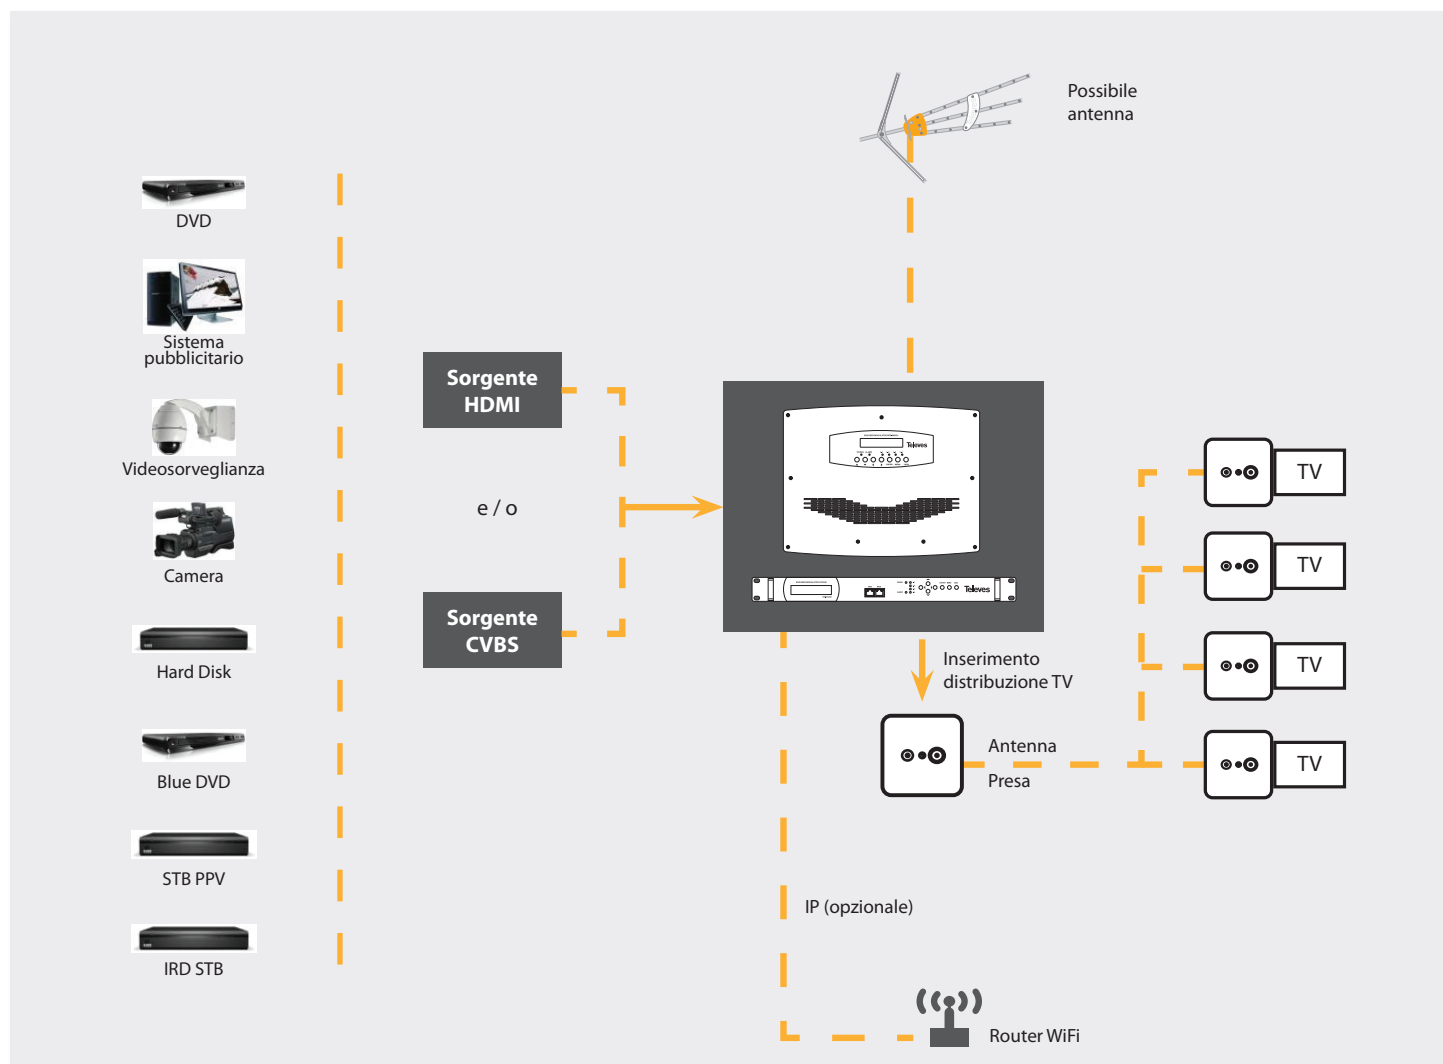 Possibile
antenna
DVD
Sistema
pubblicitario
Videosorveglianza
Camera
Hard Disk
Blue DVD
STB PPV
IRD STB
Sorgente
HDMI
e / o
Sorgente
CVBS
Televes
Televes
Inserimento
distribuzione TV
Antenna
Presa
TV
TV
TV
TV
IP (opzionale)
Router WiFi